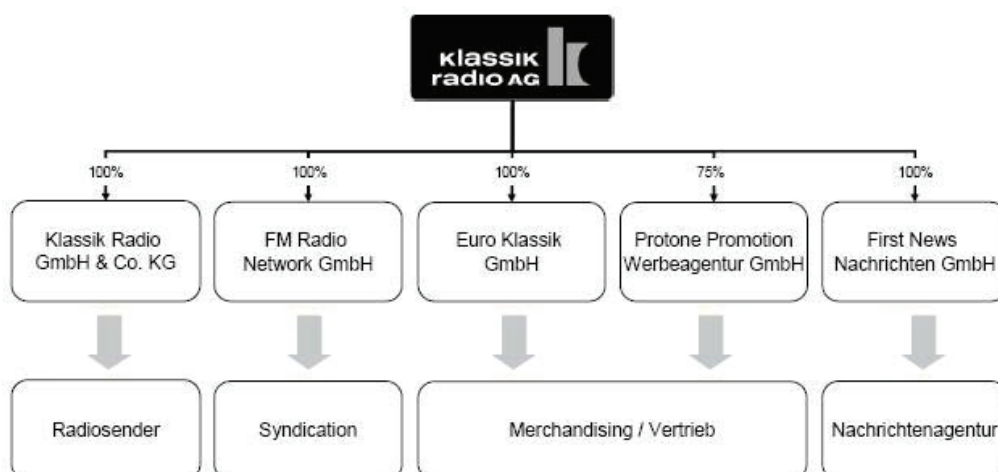 Klassik
radio AG
100%
100%
100%
75%
100%
Klassik Radio
GmbH & Co. KG
FM Radio
Network GmbH
Euro Klassik
GmbH
Protone Promotion
Werbeagentur GmbH
First News
Nachrichten GmbH
Radiosender
Syndication
Merchandising / Vertrieb
Nachrichtenagentur